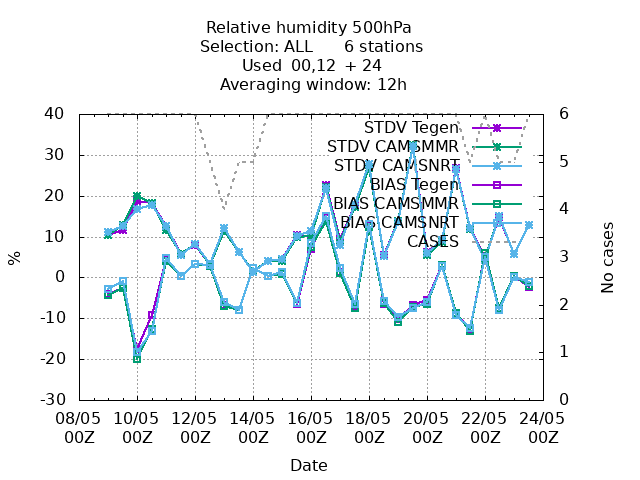 Relative humidity 500hPa
Selection: ALL 6 stations
Used 00,12 + 24
Averaging window: 12h
40
30
20
10
0
-10
-20
-30
%
6
5
4
3
2
1
0
No cases
STDV Tegen
STDV CAMSMMR
STDV CAMSNRT
BIAS Tegen
BIAS CAMSMMR
BIAS CAMSNRT
CASES
08/05 10/05 12/05 14/05 16/05 18/05 20/05 22/05 24/05
00Z 00Z 00Z 00Z 00Z 00Z 00Z 00Z 00Z
Date